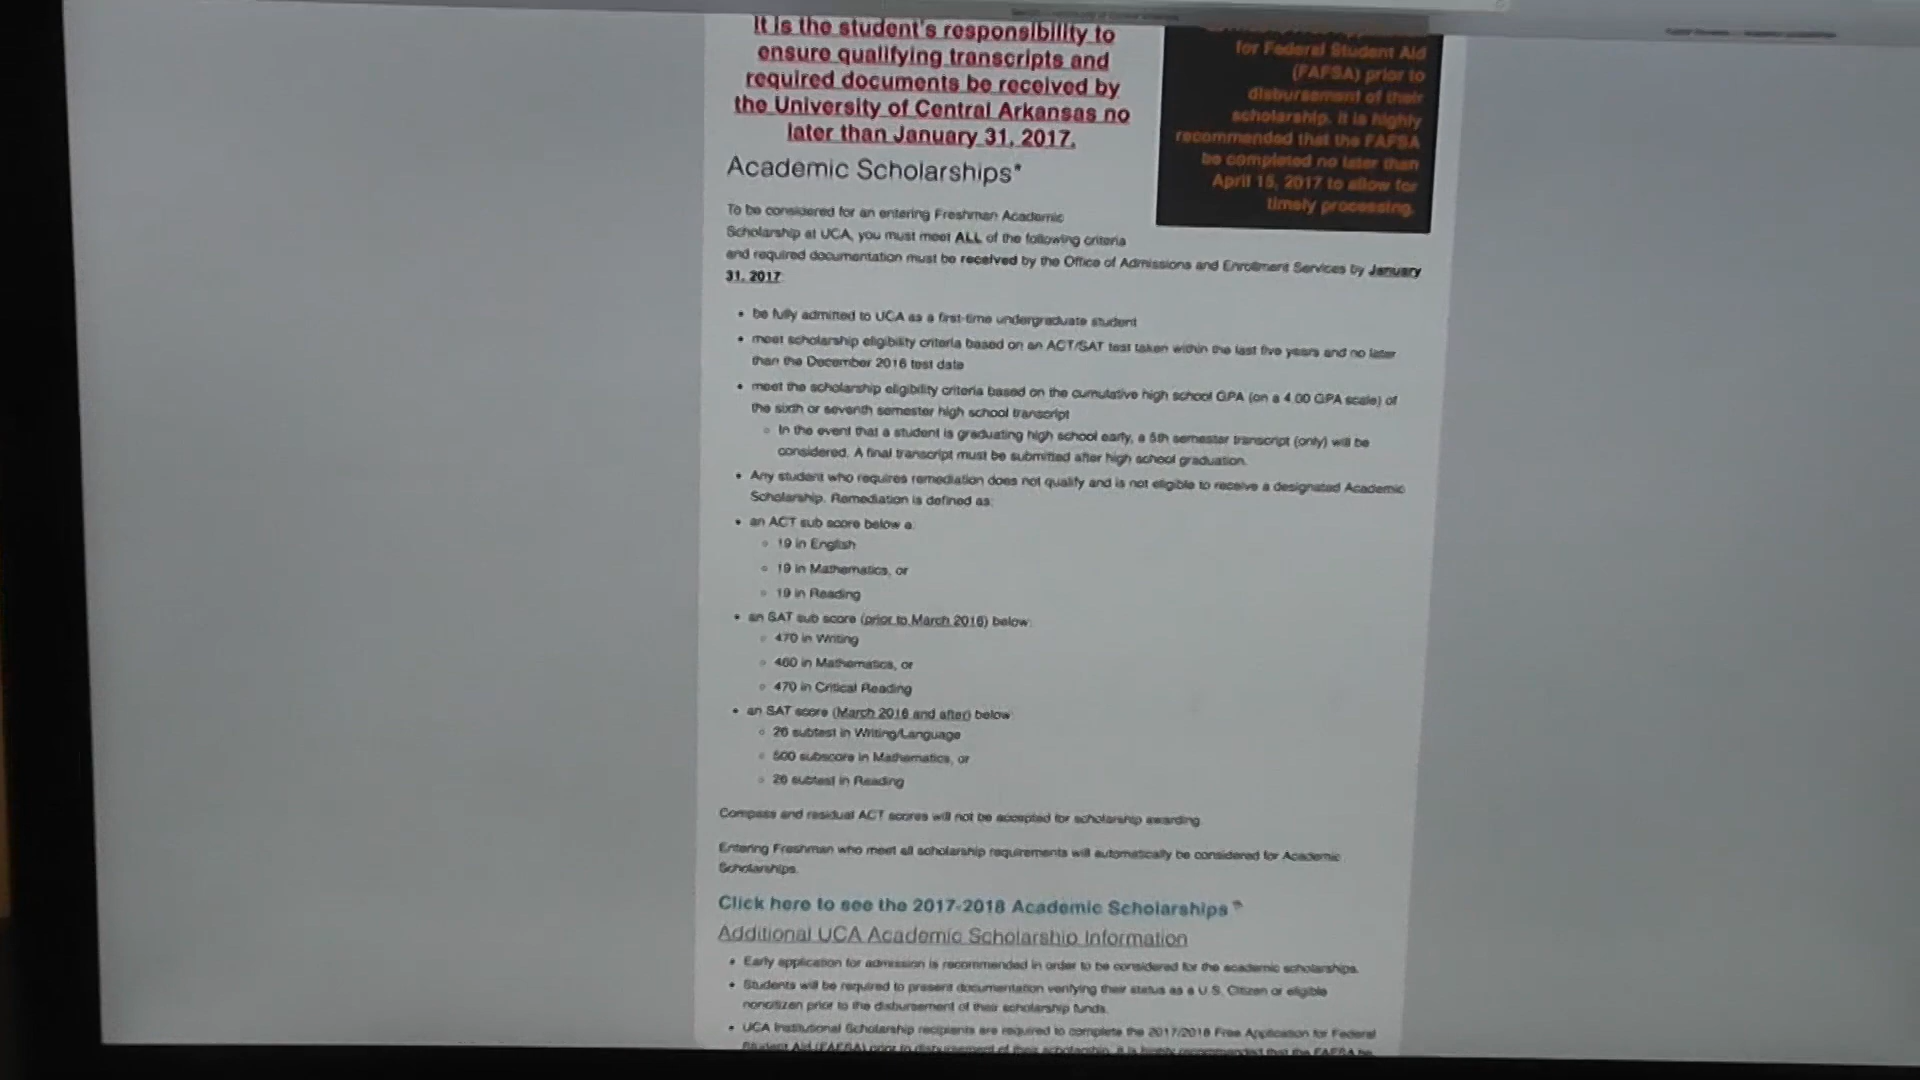 It is the student's responsibility to
ensure qualifying transcripts and
required documents be received by
the University of Central Arkansas no
later than January 31, 2017.
for Federal Student Aid
(FAFSA) prior to
disbursement of their
scholarship. It is highly
recommended that the FAFSA
be completed no later than
April 15, 2017 to allow for
timely processing.
Academic Scholarships*
To be considered for an entering Freshman Academic
Scholarship at UCA, you must meet ALL of the following criteria
and required documentation must be received by the Office of Admissions and Enrollment Services by January
31, 2017:
• be fully admitted to UCA as a first-time undergraduate student
• meet scholarship eligibility criteria based on an ACT/SAT test taken within the last five years and no later
than the December 2016 test date
• meet the scholarship eligibility criteria based on the cumulative high school GPA (on a 4.00 GPA scale) of
the sixth or seventh semester high school transcript
◦ In the event that a student is graduating high school early, a 5th semester transcript (only) will be
considered. A final transcript must be submitted after high school graduation.
• Any student who requires remediation does not qualify and is not eligible to receive a designated Academic
Scholarship. Remediation is defined as:
• an ACT sub score below a:
◦ 19 in English
◦ 19 in Mathematics, or
◦ 19 in Reading
• an SAT sub score (prior to March 2016) below:
◦ 470 in Writing
◦ 460 in Mathematics, or
◦ 470 in Critical Reading
• an SAT score (March 2016 and after) below
◦ 26 subtest in Writing/Language
◦ 500 subscore in Mathematics, or
◦ 26 subtest in Reading
Compass and residual ACT scores will not be accepted for scholarship awarding.
Entering Freshman who meet all scholarship requirements will automatically be considered for Academic
Scholarships.
Click here to see the 2017-2018 Academic Scholarships
Additional UCA Academic Scholarship Information
• Early application for admission is recommended in order to be considered for the academic scholarships.
• Students will be required to present documentation verifying their status as a U.S. Citizen or eligible
noncitizen prior to the disbursement of their scholarship funds.
• UCA Institutional Scholarship recipients are required to complete the 2017/2018 Free Application for Federal
Student Aid (FAFSA) prior to disbursement of their scholarship. It is highly recommended that the FAFSA be